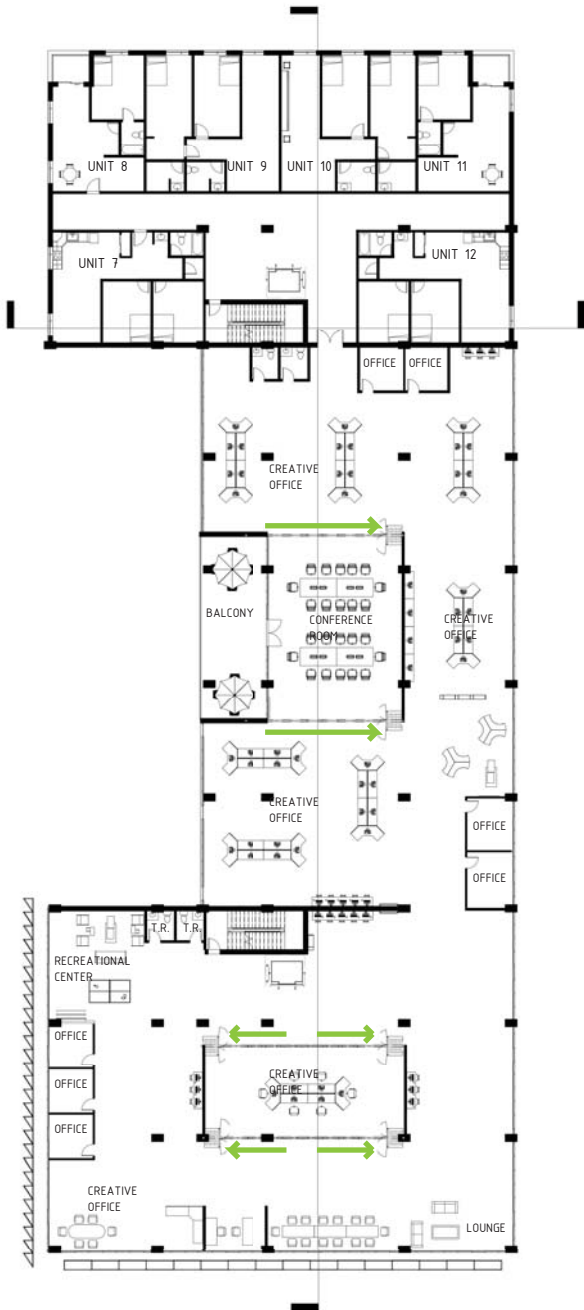 UNIT 8
UNIT 9
UNIT 10
UNIT 11
UNIT 7
UNIT 12
OFFICE
OFFICE
CREATIVE
OFFICE
BALCONY
CONFERENCE
ROOM
CREATIVE
OFFICE
CREATIVE
OFFICE
OFFICE
OFFICE
T.R.
T.R.
RECREATIONAL
CENTER
OFFICE
OFFICE
OFFICE
CREATIVE
OFFICE
CREATIVE
OFFICE
LOUNGE